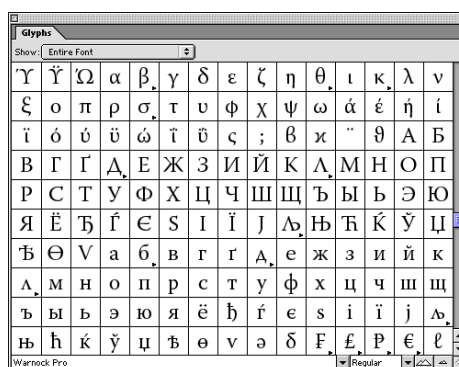 Glyphs
Show: Entire Font
Ϋ Ϋ Ώ α β γ δ ε ζ η θ ι κ λ ν
ξ ο π ρ σ τ υ φ χ ψ ω ά έ ή ί
ϊ ό ύ ϋ ώ ΐ ΰ ς ; ϐ ϰ ¨ ϑ А Б
В Г Ґ Д Е Ж З И Й К Л М Н О П
Р С Т У Ф Х Ц Ч Ш Щ Ъ Ы Ь Э Ю
Я Ё Ђ Ѓ Є Ѕ І Ї Ј Љ Њ Ћ Ќ Ў Џ
Ѣ Ѳ Ѵ а б в г ґ д е ж з и й к
л м н о п р с т у ф х ц ч ш щ
ъ ы ь э ю я ё ђ ѓ є ѕ і ї ј љ
њ ћ ќ ў џ ѣ ѳ ѵ ə δ ₣ £ ₽ € ℓ
Warnock Pro Regular